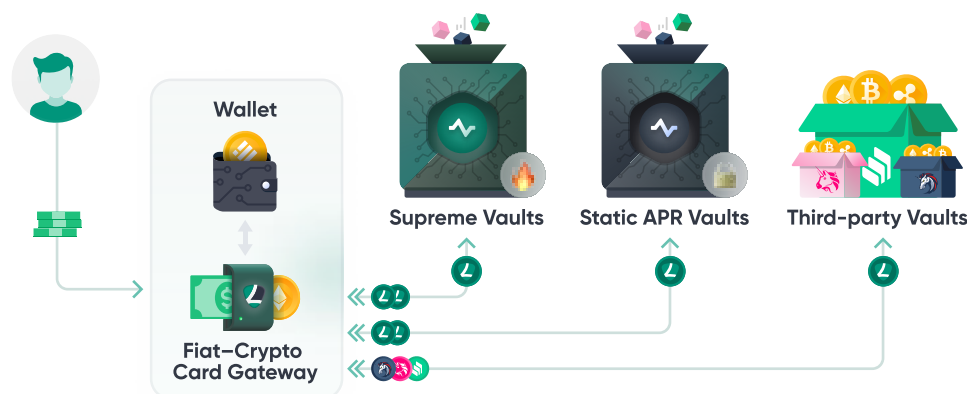 Wallet
Supreme Vaults
Static APR Vaults
Third-party Vaults
Fiat–Crypto
Card Gateway